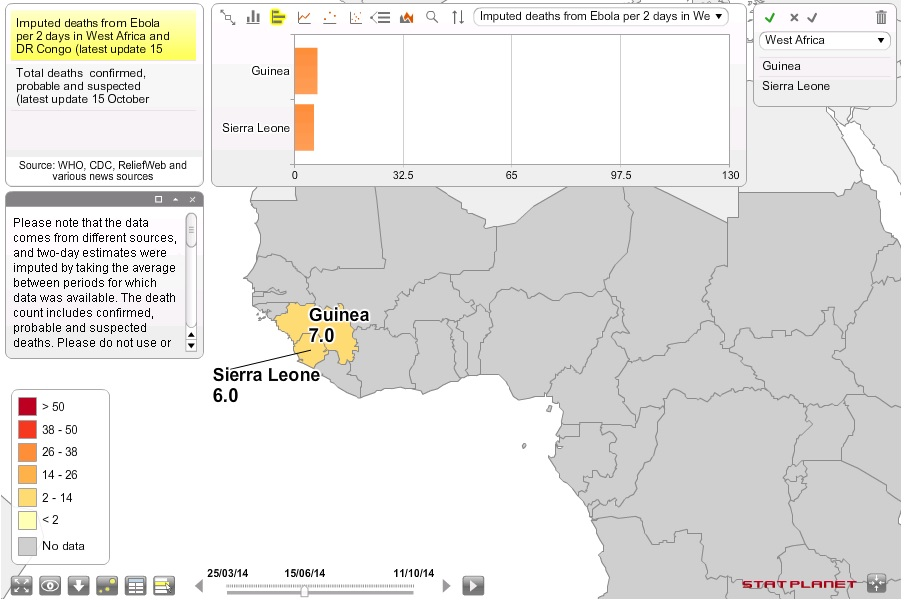 Imputed deaths from Ebola
per 2 days in West Africa and
DR Congo (latest update 15
Total deaths confirmed,
probable and suspected
(latest update 15 October
Source: WHO, CDC, ReliefWeb and
various news sources
Imputed deaths from Ebola per 2 days in We
Guinea
Sierra Leone
0 32.5 65 97.5 130
West Africa
Guinea
Sierra Leone
Please note that the data
comes from different sources,
and two-day estimates were
imputed by taking the average
between periods for which
data was available. The death
count includes confirmed,
probable and suspected
deaths. Please do not use or
Guinea
7.0
Sierra Leone
6.0
> 50
38 - 50
26 - 38
14 - 26
2 - 14
< 2
No data
25/03/14 15/06/14 11/10/14
STATPLANET